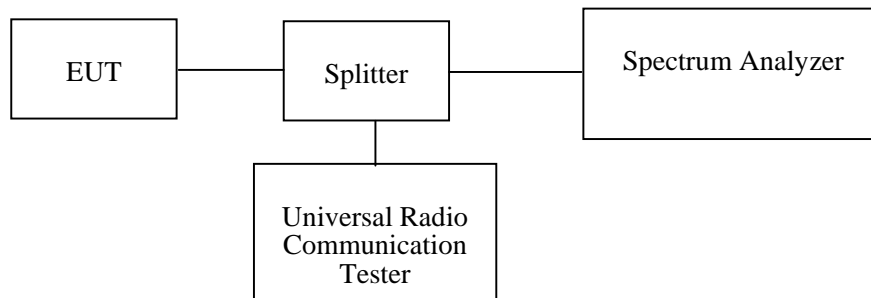 EUT
Splitter
Spectrum Analyzer
Universal Radio
Communication
Tester